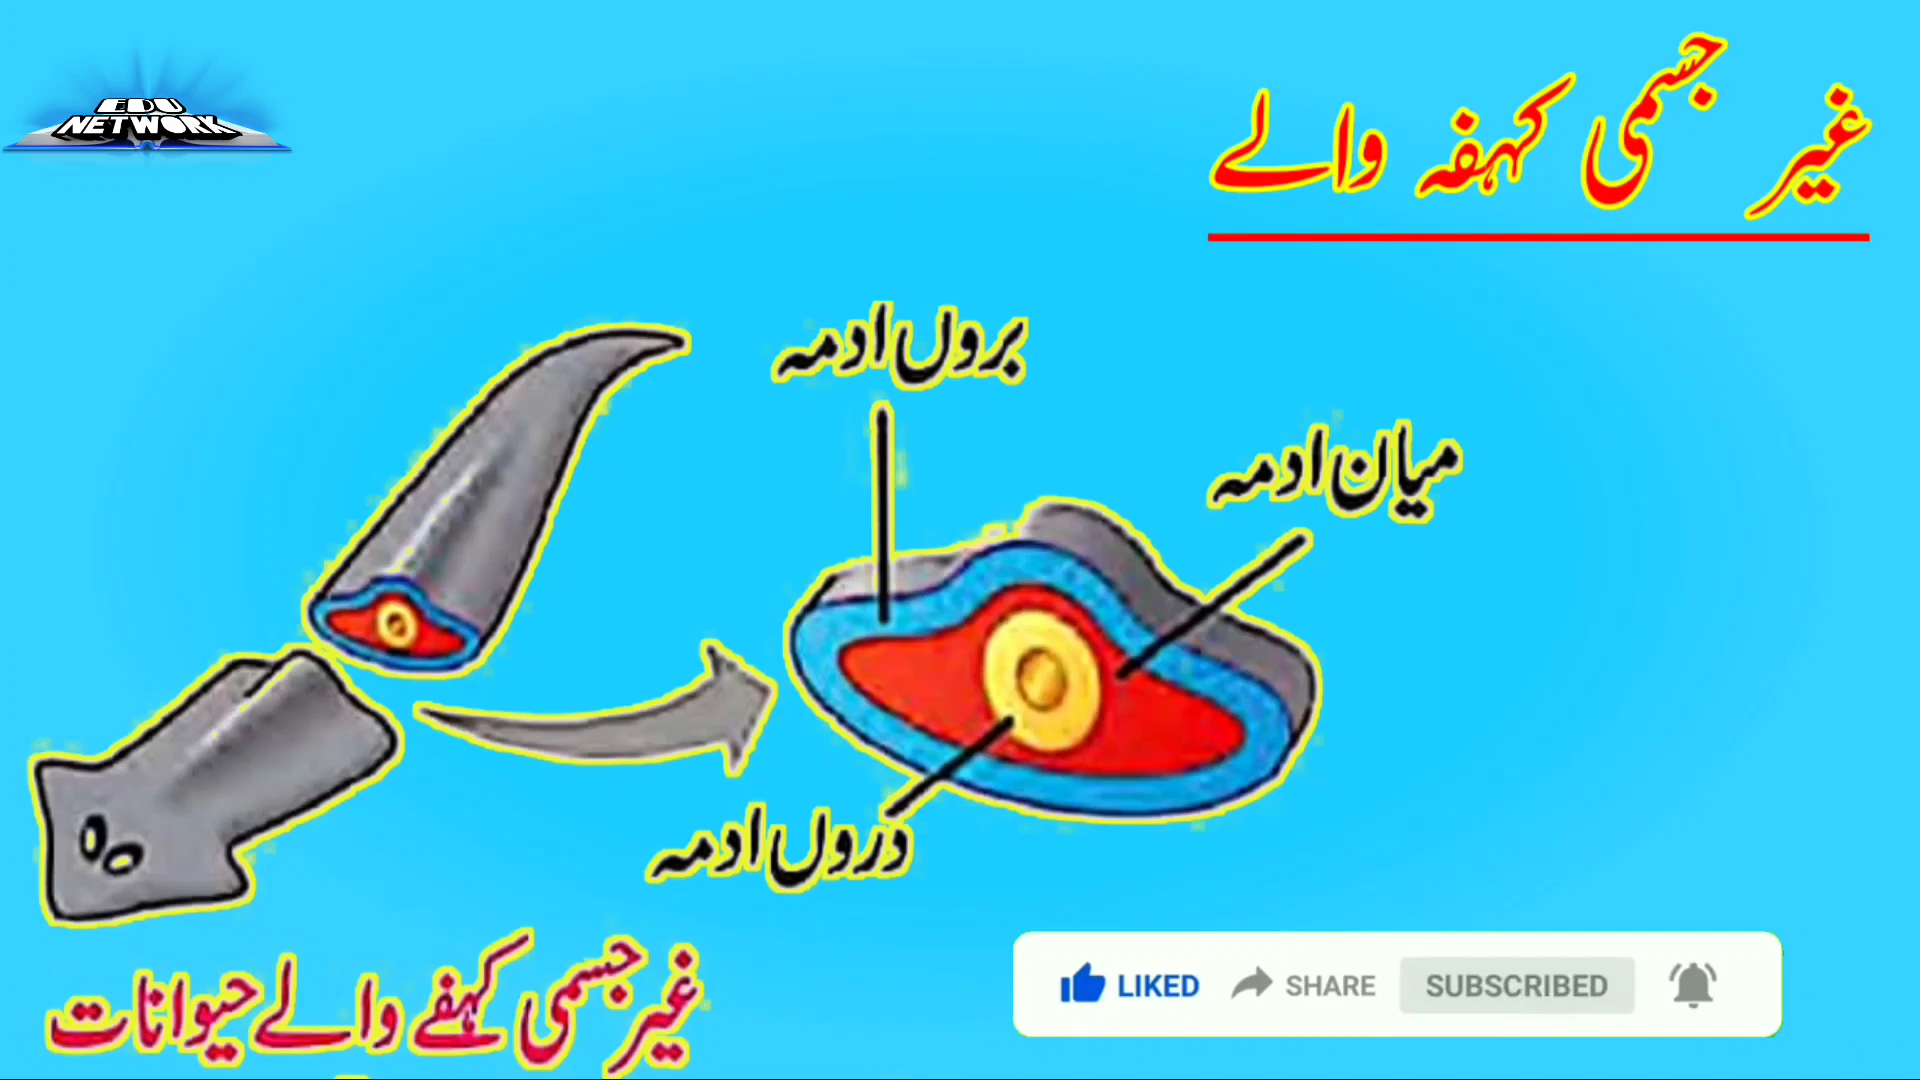 EDU
NETWORK
غیر جسمی کہفہ والے
بروں ادمہ
میان ادمہ
دروں ادمہ
غیر جسمی کہفے والے حیوانات
LIKED SHARE SUBSCRIBED